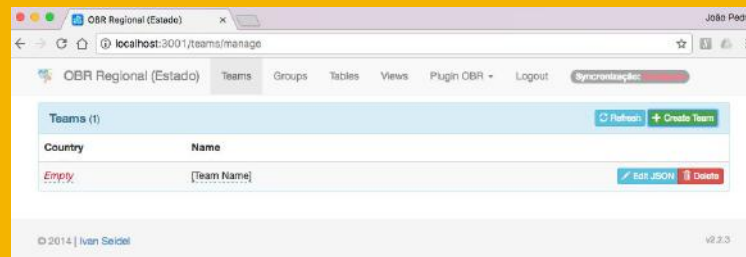 OBR Regional (Estado)
João Ped
localhost:3001/teams/manage
OBR Regional (Estado) Teams Groups Tables Views Plugin OBR Logout Syncronização:
Teams (1) Refresh + Create Team
Country Name
Empty [Team Name] Edit JSON Delete
© 2014 | Ivan Seidel v2.2.3